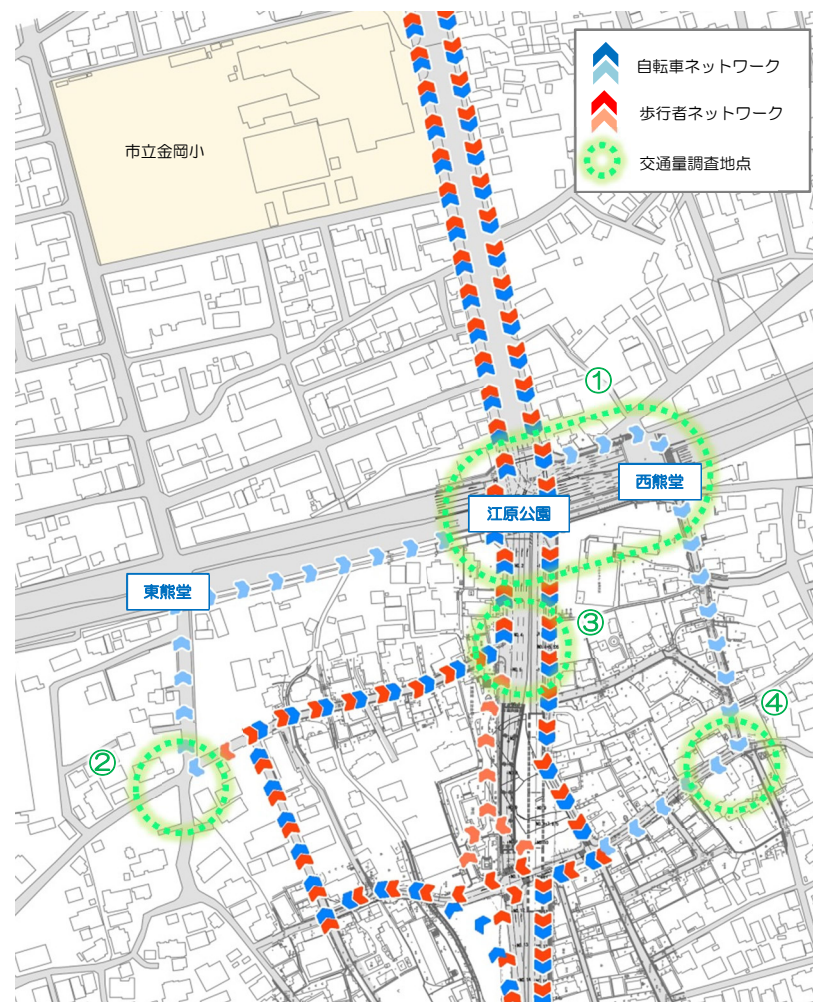 自転車ネットワーク
歩行者ネットワーク
交通量調査地点
市立金岡小
①
西熊堂
江原公園
東熊堂
③
④
②